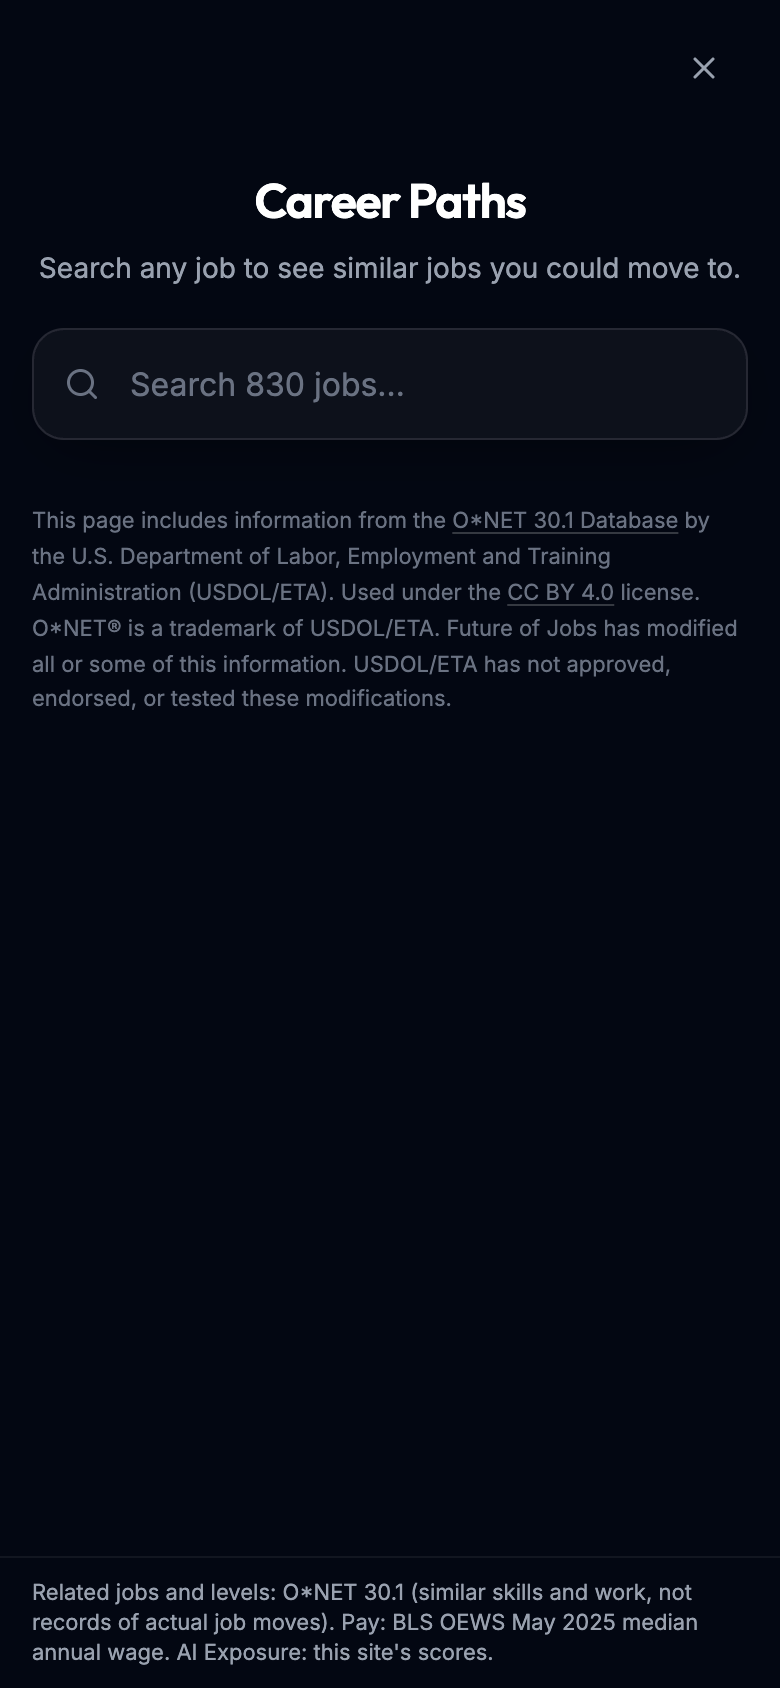 Career Paths
Search any job to see similar jobs you could move to.
Search 830 jobs...
This page includes information from the O*NET 30.1 Database by
the U.S. Department of Labor, Employment and Training
Administration (USDOL/ETA). Used under the CC BY 4.0 license.
O*NET® is a trademark of USDOL/ETA. Future of Jobs has modified
all or some of this information. USDOL/ETA has not approved,
endorsed, or tested these modifications.
Related jobs and levels: O*NET 30.1 (similar skills and work, not
records of actual job moves). Pay: BLS OEWS May 2025 median
annual wage. AI Exposure: this site's scores.